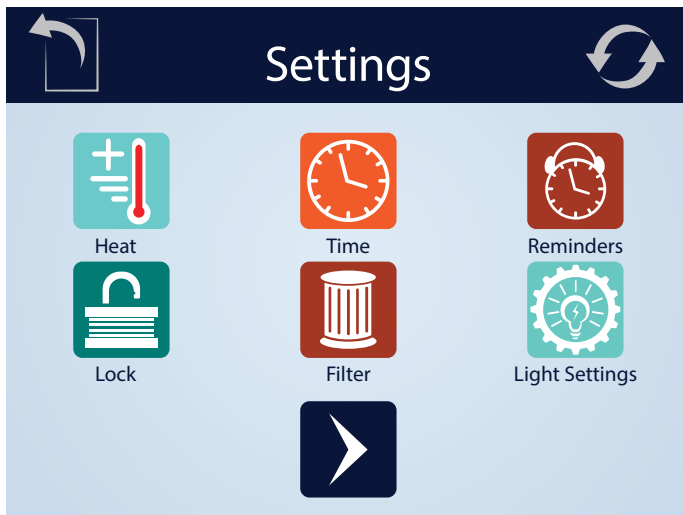 Settings
Heat
Time
Reminders
Lock
Filter
Light Settings